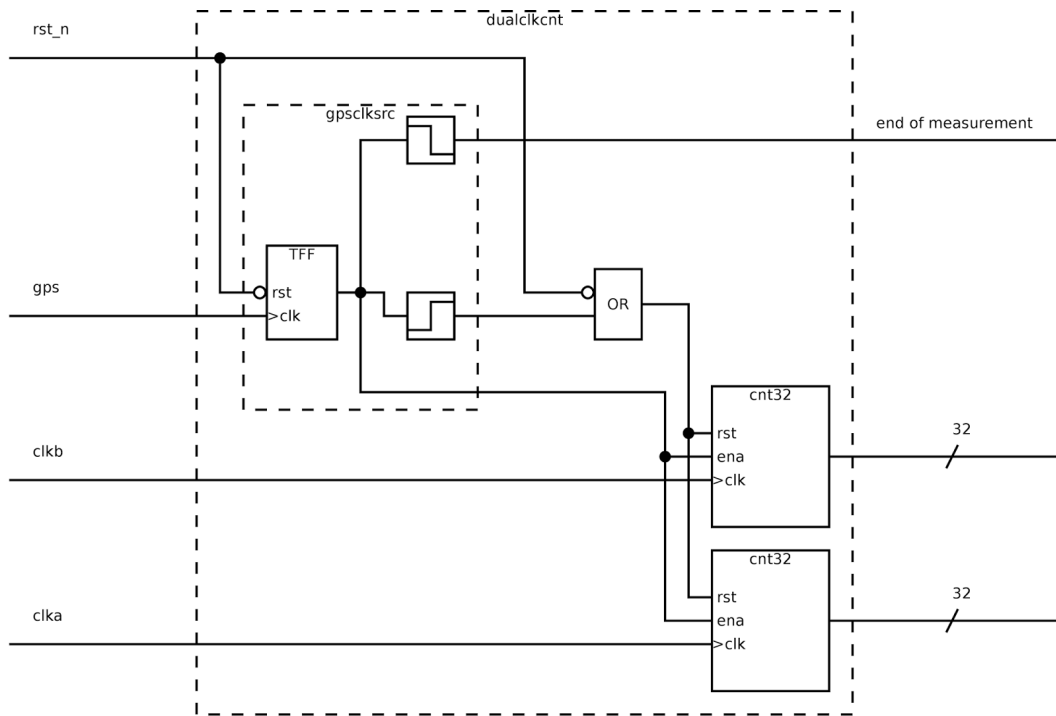 dualclkcnt
rst_n
gpsclksrc
end of measurement
TFF
gps
rst
>clk
OR
cnt32
clkb
32
rst
ena
>clk
cnt32
clka
32
rst
ena
>clk